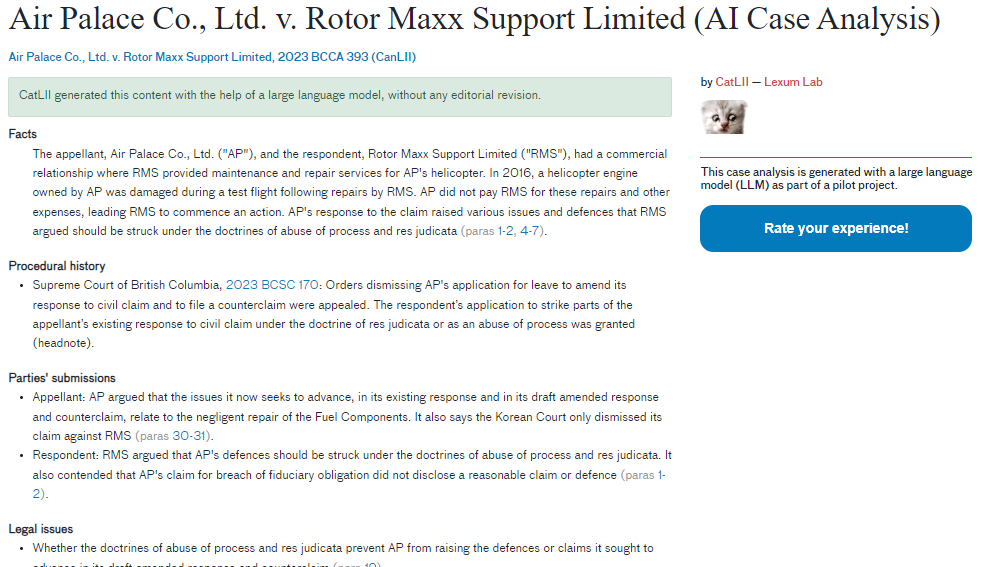 Air Palace Co., Ltd. v. Rotor Maxx Support Limited (AI Case Analysis)
Air Palace Co., Ltd. v. Rotor Maxx Support Limited, 2023 BCCA 393 (CanLII)
CatLII generated this content with the help of a large language model, without any editorial revision.
Facts
The appellant, Air Palace Co., Ltd. ("AP"), and the respondent, Rotor Maxx Support Limited ("RMS"), had a commercial
relationship where RMS provided maintenance and repair services for AP's helicopter. In 2016, a helicopter engine
owned by AP was damaged during a test flight following repairs by RMS. AP did not pay RMS for these repairs and other
expenses, leading RMS to commence an action. AP's response to the claim raised various issues and defences that RMS
argued should be struck under the doctrines of abuse of process and res judicata (paras 1-2, 4-7).
Procedural history
• Supreme Court of British Columbia, 2023 BCSC 170: Orders dismissing AP's application for leave to amend its
response to civil claim and to file a counterclaim were appealed. The respondent's application to strike parts of the
appellant's existing response to civil claim under the doctrine of res judicata or as an abuse of process was granted
(headnote).
Parties' submissions
• Appellant: AP argued that the issues it now seeks to advance, in its existing response and in its draft amended response
and counterclaim, relate to the negligent repair of the Fuel Components. It also says the Korean Court only dismissed its
claim against RMS (paras 30-31).
• Respondent: RMS argued that AP's defences should be struck under the doctrines of abuse of process and res judicata. It
also contended that AP's claim for breach of fiduciary obligation did not disclose a reasonable claim or defence (paras 1-
2).
Legal issues
• Whether the doctrines of abuse of process and res judicata prevent AP from raising the defences or claims it sought to
advance in its draft amended response and counterclaim (para 19).
by CatLII — Lexum Lab
This case analysis is generated with a large language
model (LLM) as part of a pilot project.
Rate your experience!